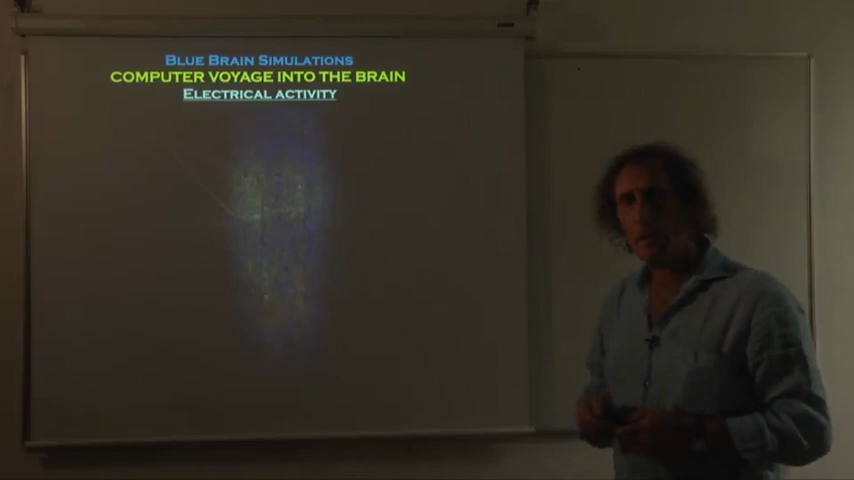 Blue Brain Simulations
COMPUTER VOYAGE INTO THE BRAIN
Electrical activity